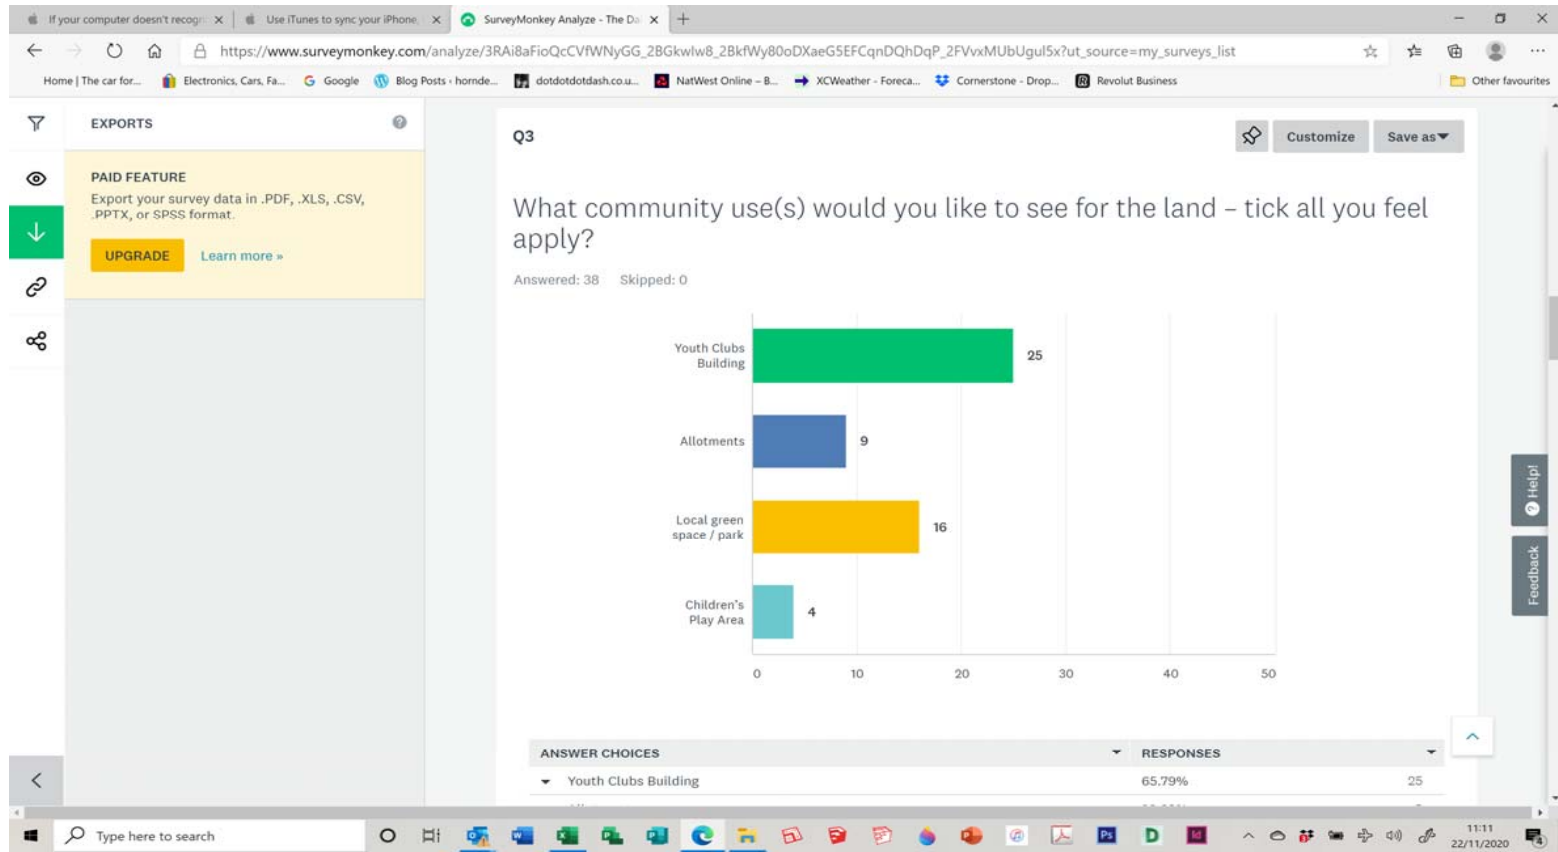 If your computer doesn't recogn
Use iTunes to sync your iPhone,
SurveyMonkey Analyze - The Da
https://www.surveymonkey.com/analyze/3RAi8aFioQcCVfWNyGG_2BGkwlw8_2BkfWy80oDXaeG5EFCqnDQhDqP_2FVvxMUbUgul5x?ut_source=my_surveys_list
Home | The car for...
Electronics, Cars, Fa...
Google
Blog Posts ‹ hornde...
dotdotdotdash.co.u...
NatWest Online – B...
XCWeather - Foreca...
Cornerstone - Drop...
Revolut Business
Other favourites
EXPORTS
PAID FEATURE
Export your survey data in .PDF, .XLS, .CSV,
.PPTX, or SPSS format.
UPGRADE
Learn more »
Q3
Customize
Save as
What community use(s) would you like to see for the land – tick all you feel
apply?
Answered: 38 Skipped: 0
Youth Clubs
Building
25
Allotments
9
Local green
space / park
16
Children's
Play Area
4
0 10 20 30 40 50
Help!
Feedback
ANSWER CHOICES RESPONSES
Youth Clubs Building 65.79% 25
Type here to search
Ps
D
Id
11:11
22/11/2020
4